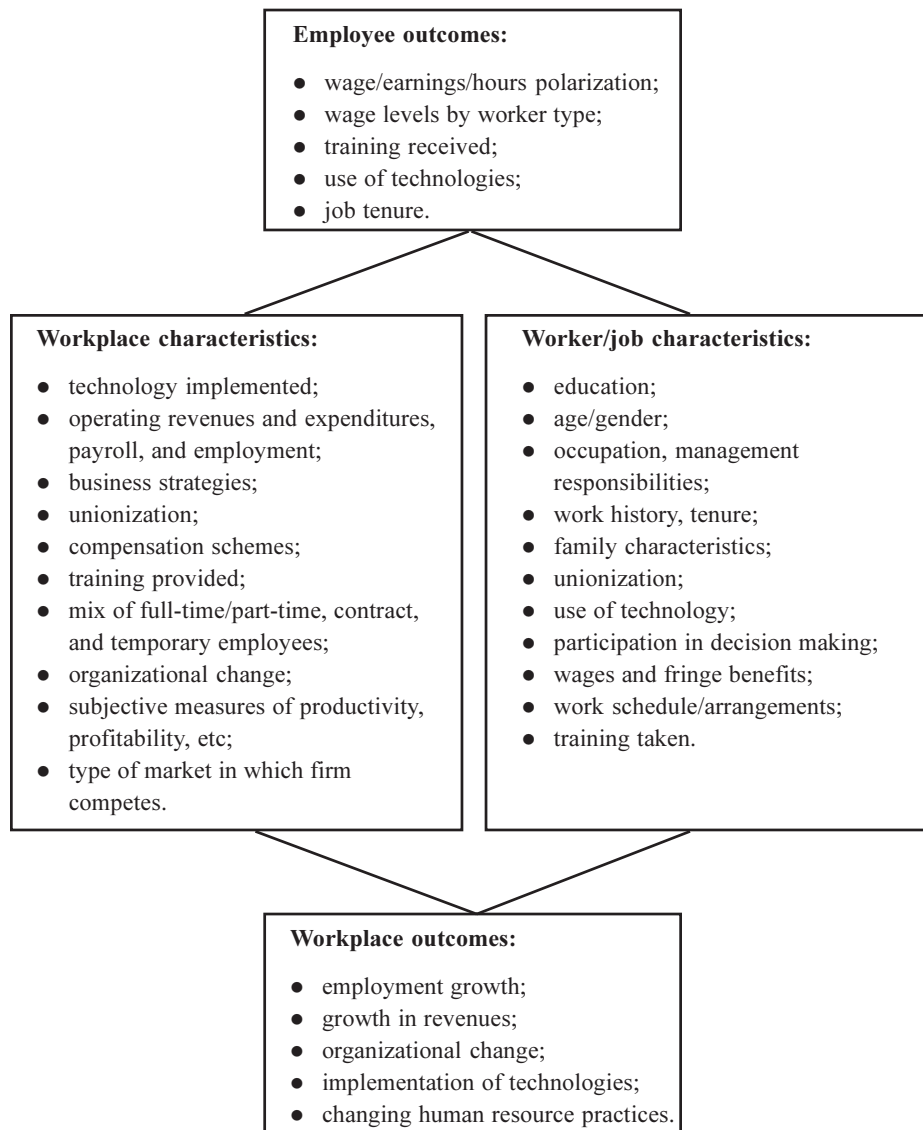 Employee outcomes:
● wage/earnings/hours polarization;
● wage levels by worker type;
● training received;
● use of technologies;
● job tenure.
Workplace characteristics:
● technology implemented;
● operating revenues and expenditures,
payroll, and employment;
● business strategies;
● unionization;
● compensation schemes;
● training provided;
● mix of full-time/part-time, contract,
and temporary employees;
● organizational change;
● subjective measures of productivity,
profitability, etc;
● type of market in which firm
competes.
Worker/job characteristics:
● education;
● age/gender;
● occupation, management
responsibilities;
● work history, tenure;
● family characteristics;
● unionization;
● use of technology;
● participation in decision making;
● wages and fringe benefits;
● work schedule/arrangements;
● training taken.
Workplace outcomes:
● employment growth;
● growth in revenues;
● organizational change;
● implementation of technologies;
● changing human resource practices.